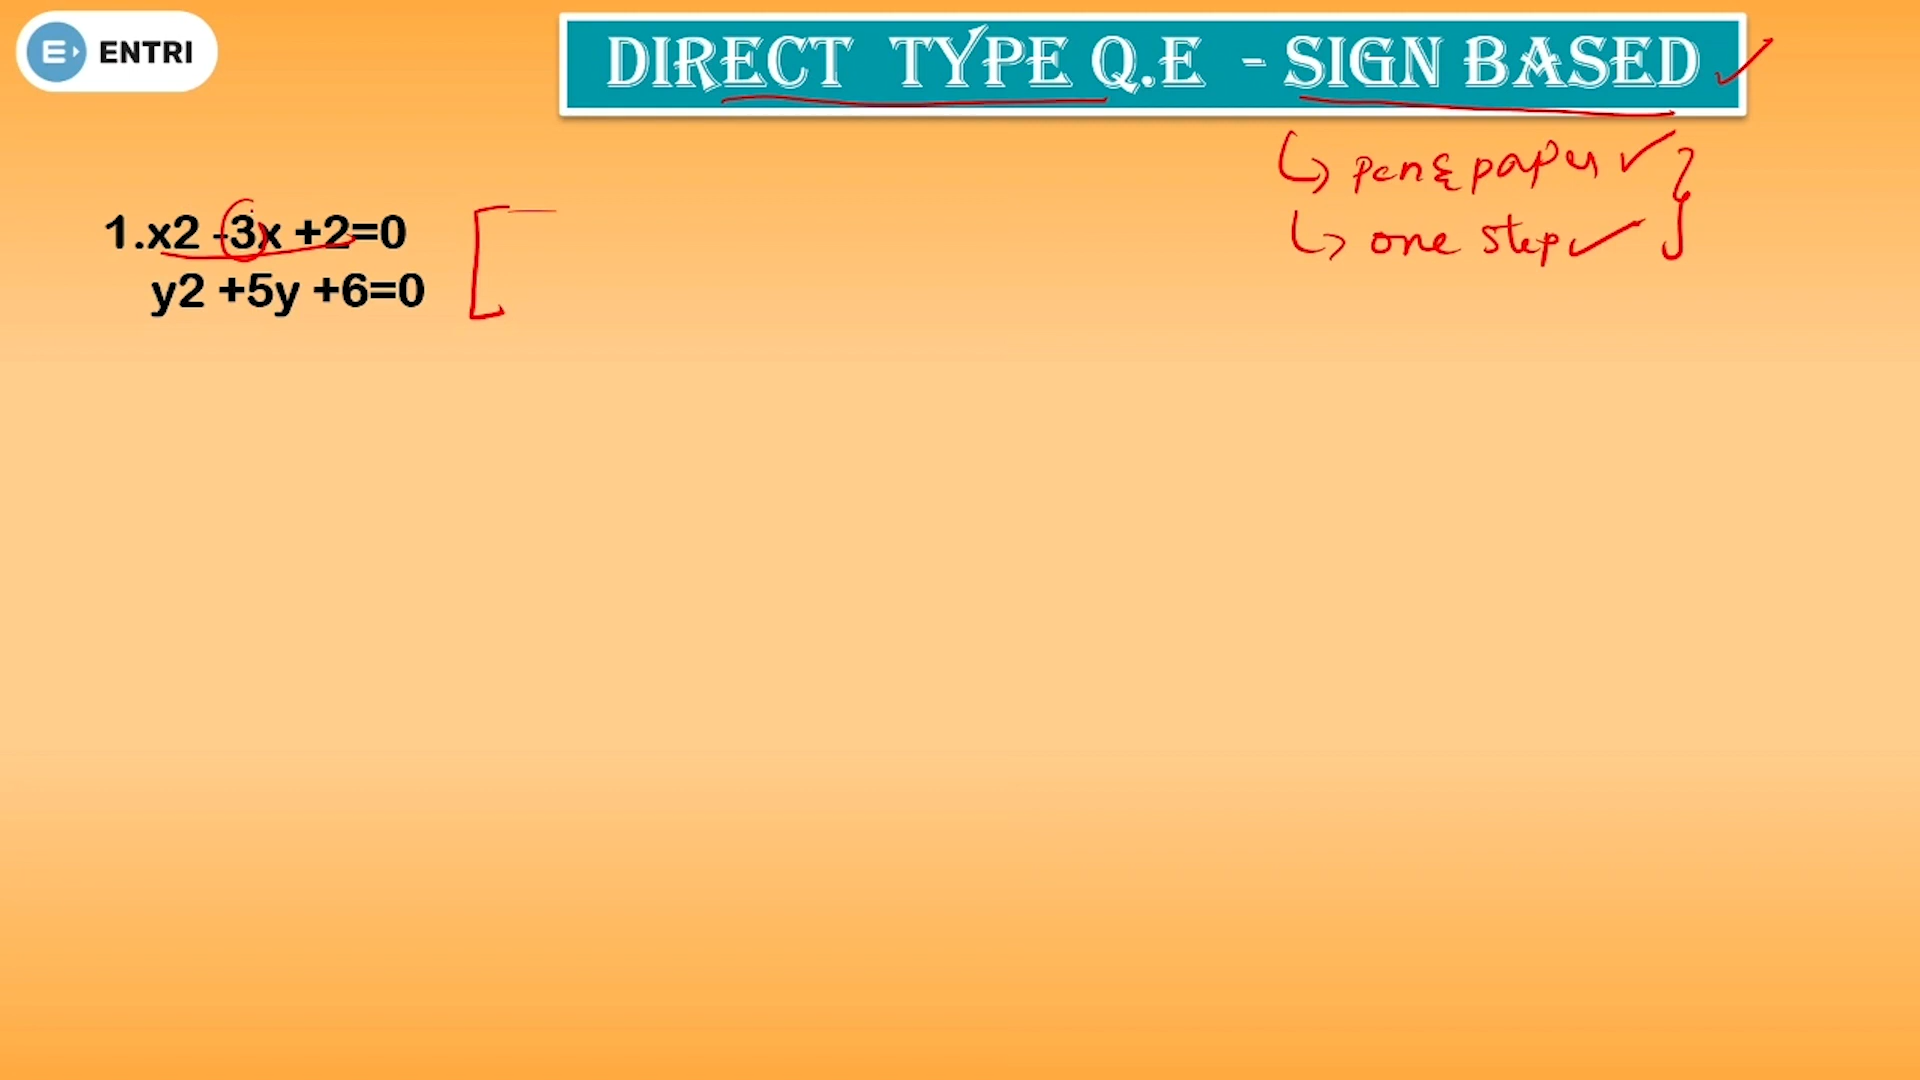 ENTRI
DIRECT TYPE Q.E - SIGN BASED
pen & paper
one step
1.x2 -3x +2=0
y2 +5y +6=0